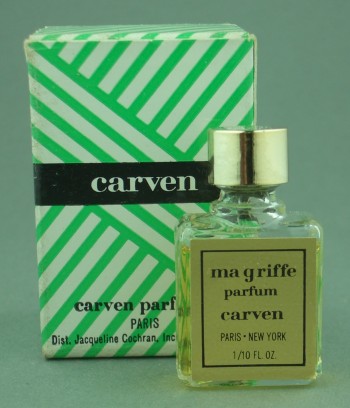 carven
carven parf
PARIS
Dist. Jacqueline Cochran, Inc
ma griffe
parfum
carven
PARIS • NEW YORK
1/10 FL. OZ.